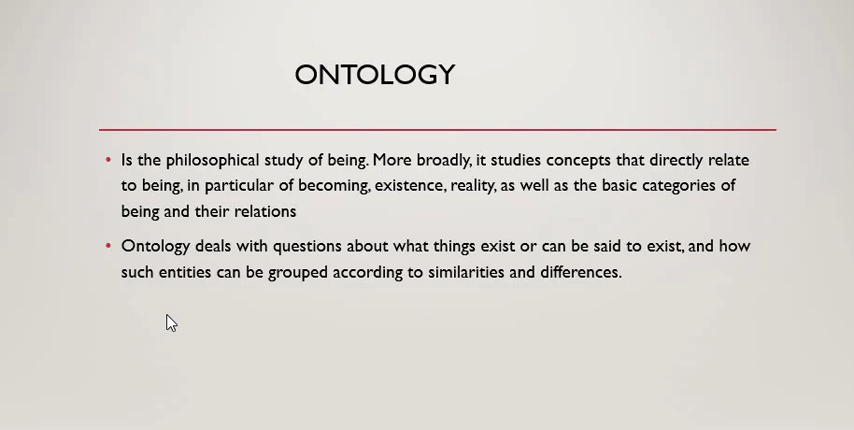 ONTOLOGY
• Is the philosophical study of being. More broadly, it studies concepts that directly relate
to being, in particular of becoming, existence, reality, as well as the basic categories of
being and their relations
• Ontology deals with questions about what things exist or can be said to exist, and how
such entities can be grouped according to similarities and differences.